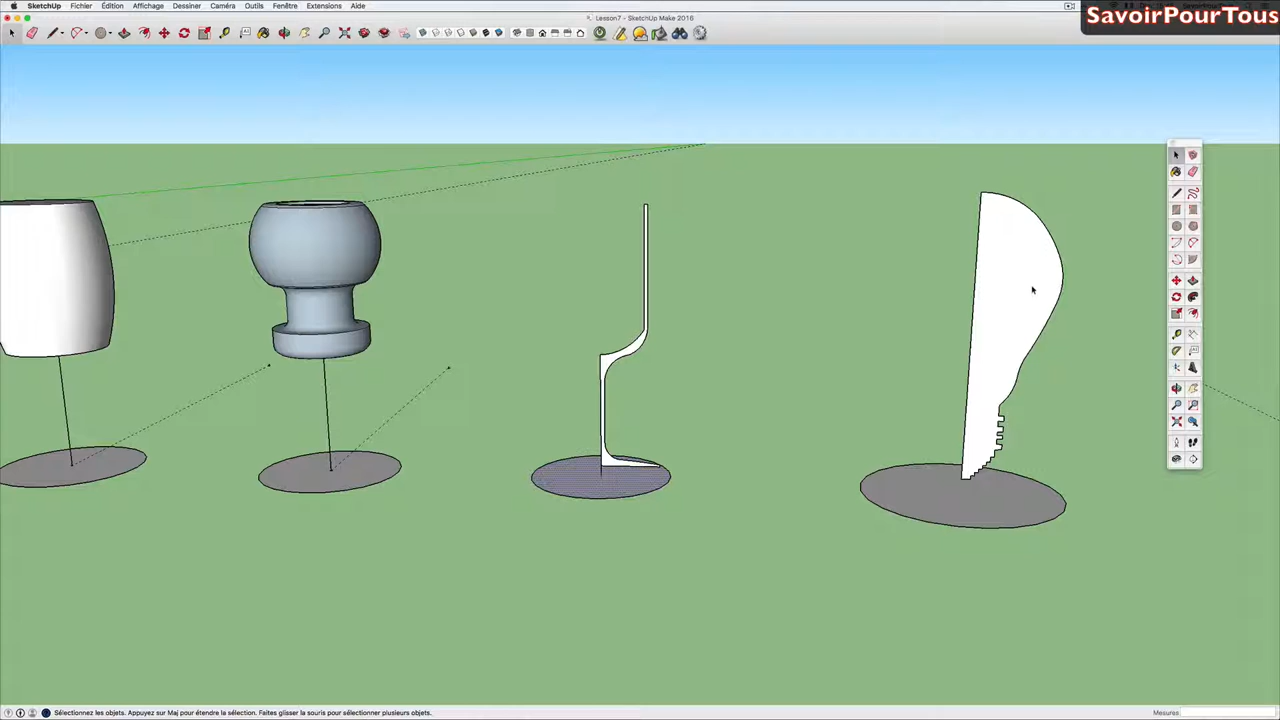 SketchUp Fichier Édition Affichage Dessiner Caméra Outils Fenêtre Extensions Aide
SavoirPourTous
Lesson7 - SketchUp Make 2016
Sélectionnez les objets. Appuyez sur Maj pour étendre la sélection. Faites glisser la souris pour sélectionner plusieurs objets.
Mesures